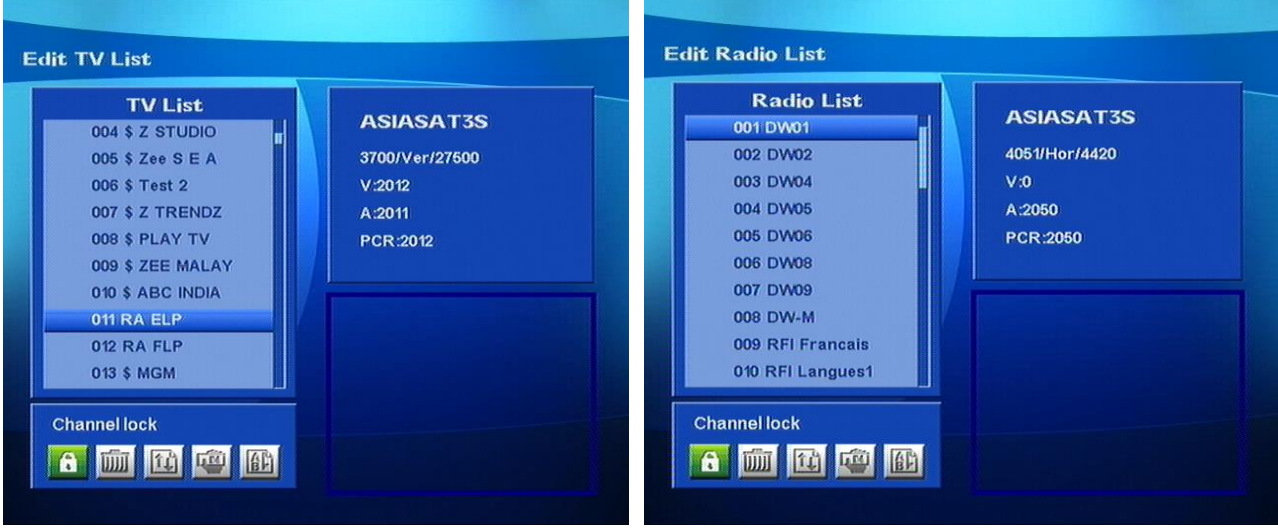 Edit TV List
TV List
004 $ Z STUDIO
005 $ Zee S E A
006 $ Test 2
007 $ Z TRENDZ
008 $ PLAY TV
009 $ ZEE MALAY
010 $ ABC INDIA
011 RA ELP
012 RA FLP
013 $ MGM
ASIASAT3S
3700/Ver/27500
V:2012
A:2011
PCR:2012
Channel lock
Edit Radio List
Radio List
001 DW01
002 DW02
003 DW04
004 DW05
005 DW06
006 DW08
007 DW09
008 DW-M
009 RFI Francais
010 RFI Langues1
ASIASAT3S
4051/Hor/4420
V:0
A:2050
PCR:2050
Channel lock